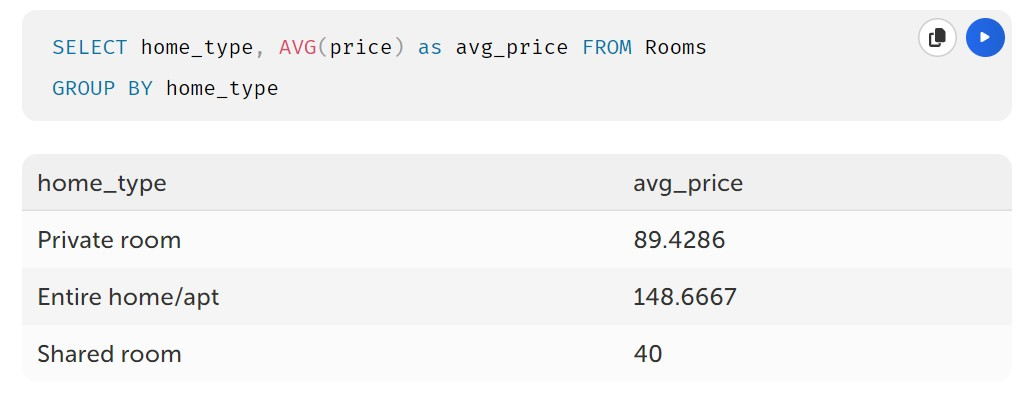 SELECT home_type, AVG(price) as avg_price FROM Rooms
GROUP BY home_type
home_type avg_price
Private room 89.4286
Entire home/apt 148.6667
Shared room 40